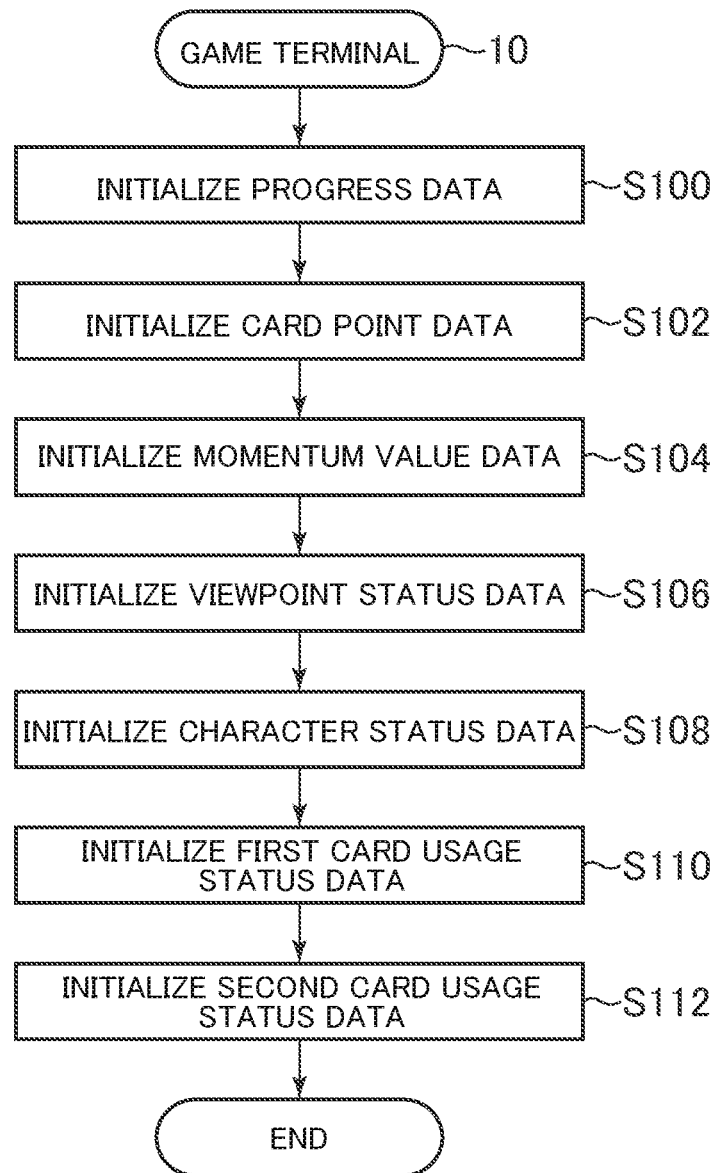 GAME TERMINAL ~10
INITIALIZE PROGRESS DATA ~S100
INITIALIZE CARD POINT DATA ~S102
INITIALIZE MOMENTUM VALUE DATA ~S104
INITIALIZE VIEWPOINT STATUS DATA ~S106
INITIALIZE CHARACTER STATUS DATA ~S108
INITIALIZE FIRST CARD USAGE
STATUS DATA ~S110
INITIALIZE SECOND CARD USAGE
STATUS DATA ~S112
END